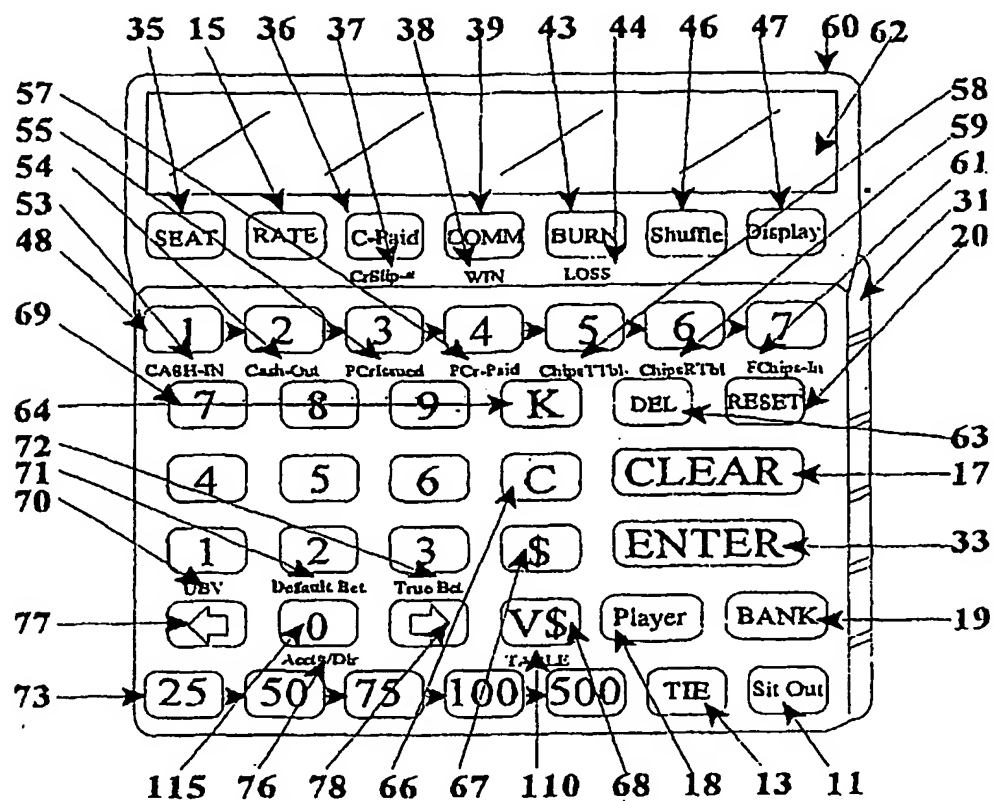 35 15 36 37 38 39 43 44 46 47 60 62
57 58
55 59
54 61
53 31
48 20
SEAT RATE C-Paid COMM BURN Shuffle Display
CrSlip-# WIN LOSS
1 2 3 4 5 6 7
CASH-IN Cash-Out PCrIssued PCr-Paid ChipsTTbl. ChipsRTbl FChips-In
69 7 8 9 K DEL RESET
64 63
72
71 4 5 6 C CLEAR 17
70
1 2 3 $ ENTER 33
UBV Default Bet True Bet
77 0 V$ Player BANK 19
Acct#/Dlr TABLE
73 25 50 75 100 500 TIE Sit Out
115 76 78 66 67 110 68 18 13 11